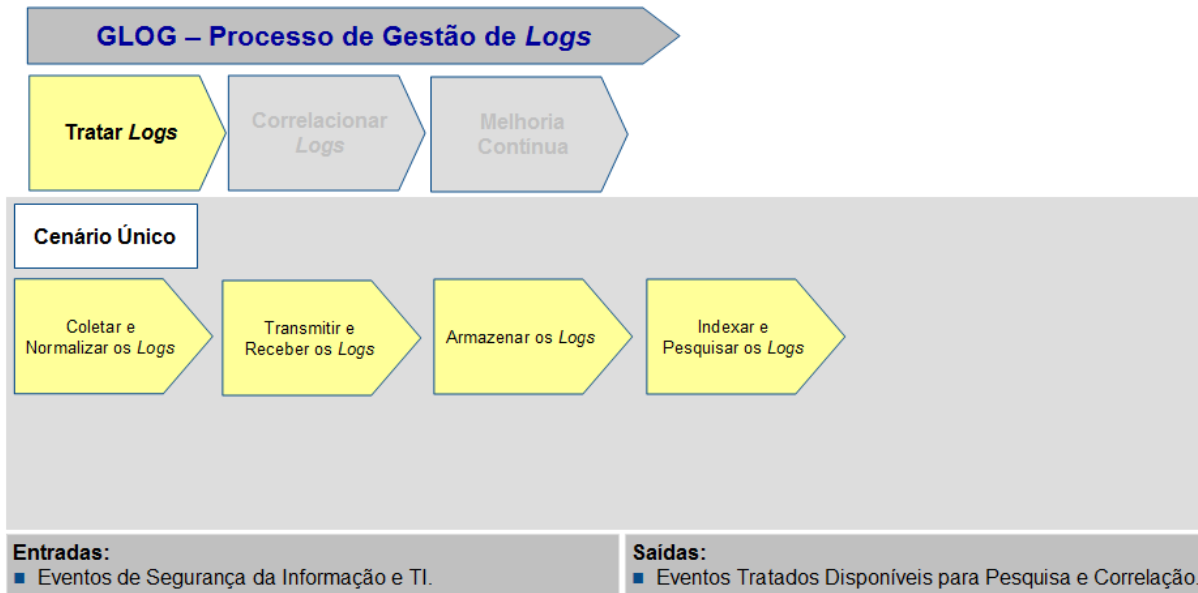 GLOG – Processo de Gestão de Logs
Tratar Logs
Correlacionar
Logs
Melhoria
Contínua
Cenário Único
Coletar e
Normalizar os Logs
Transmitir e
Receber os Logs
Armazenar os Logs
Indexar e
Pesquisar os Logs
Entradas:
■ Eventos de Segurança da Informação e TI.
Saídas:
■ Eventos Tratados Disponíveis para Pesquisa e Correlação.